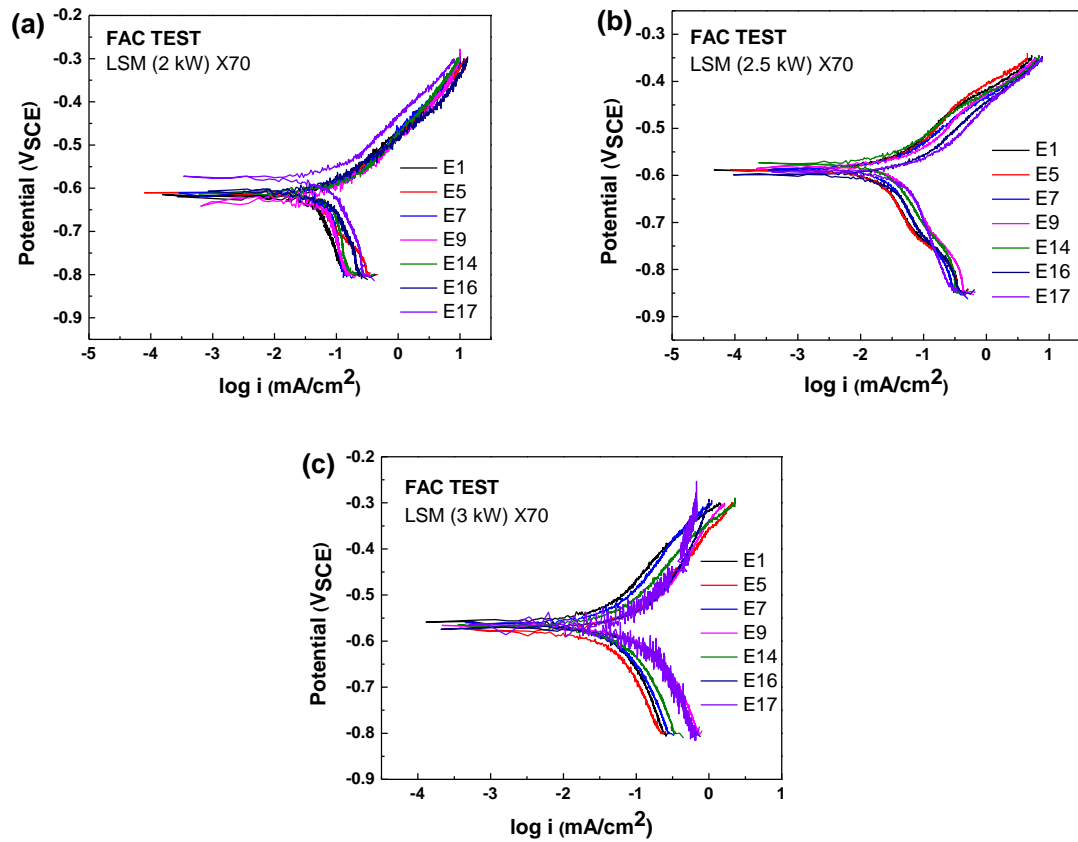 (a)
FAC TEST
LSM (2 kW) X70
-0.2
-0.3
-0.4
-0.5
-0.6
-0.7
-0.8
-0.9
Potential (VSCE)
E1
E5
E7
E9
E14
E16
E17
-5 -4 -3 -2 -1 0 1
log i (mA/cm2)
(b)
FAC TEST
LSM (2.5 kW) X70
-0.3
-0.4
-0.5
-0.6
-0.7
-0.8
-0.9
Potential (VSCE)
E1
E5
E7
E9
E14
E16
E17
-5 -4 -3 -2 -1 0 1
log i (mA/cm2)
(c)
FAC TEST
LSM (3 kW) X70
-0.2
-0.3
-0.4
-0.5
-0.6
-0.7
-0.8
-0.9
Potential (VSCE)
E1
E5
E7
E9
E14
E16
E17
-4 -3 -2 -1 0 1
log i (mA/cm2)